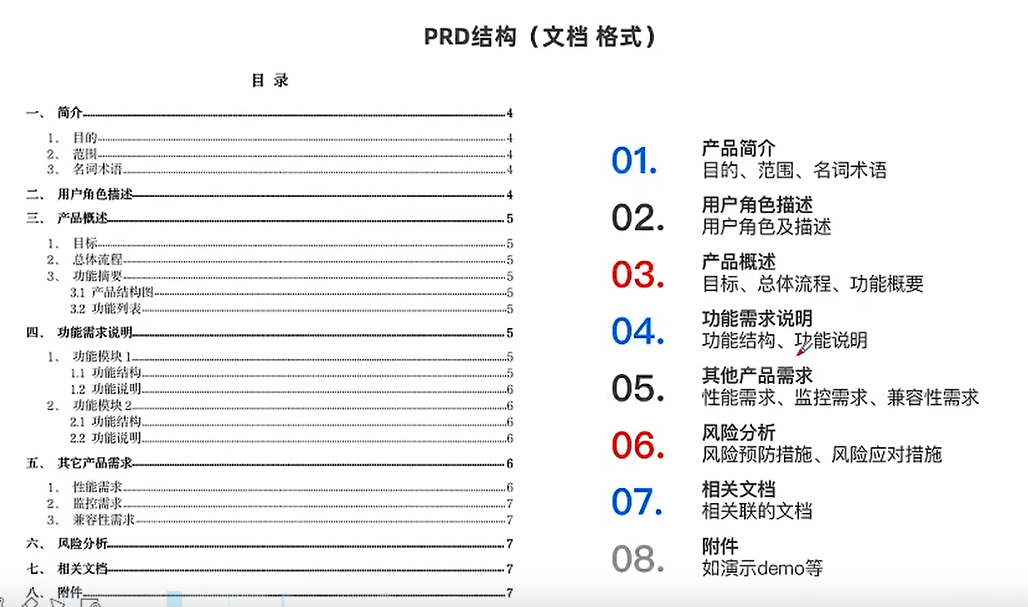 PRD结构（文档 格式）
目 录
一、 简介 4
1、 目的 4
2、 范围 4
3、 名词术语 4
二、 用户角色描述 4
三、 产品概述 5
1、 目标 5
2、 总体流程 5
3、 功能摘要 5
3.1 产品结构图 5
3.2 功能列表 5
四、 功能需求说明 5
1、 功能模块 1 5
1.1 功能结构 5
1.2 功能说明 6
2、 功能模块 2 6
2.1 功能结构 6
2.2 功能说明 6
五、 其它产品需求 6
1、 性能需求 6
2、 监控需求 7
3、 兼容性需求 7
六、 风险分析 7
七、 相关文档 7
八、 附件 7
01. 产品简介
目的、范围、名词术语
02. 用户角色描述
用户角色及描述
03. 产品概述
目标、总体流程、功能概要
04. 功能需求说明
功能结构、功能说明
05. 其他产品需求
性能需求、监控需求、兼容性需求
06. 风险分析
风险预防措施、风险应对措施
07. 相关文档
相关联的文档
08. 附件
如演示demo等